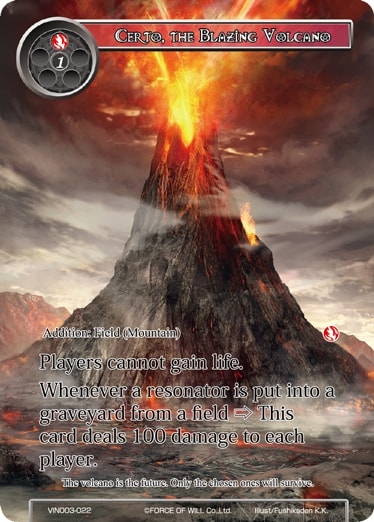 Certo, the Blazing Volcano
1
Addition: Field (Mountain)
Players cannot gain life.
Whenever a resonator is put into a
graveyard from a field ⇨ This
card deals 100 damage to each
player.
The volcano is the future. Only the chosen ones will survive.
VIN003-022 ©FORCE OF WILL Co.,Ltd. Illust/Fushikaden K.K.